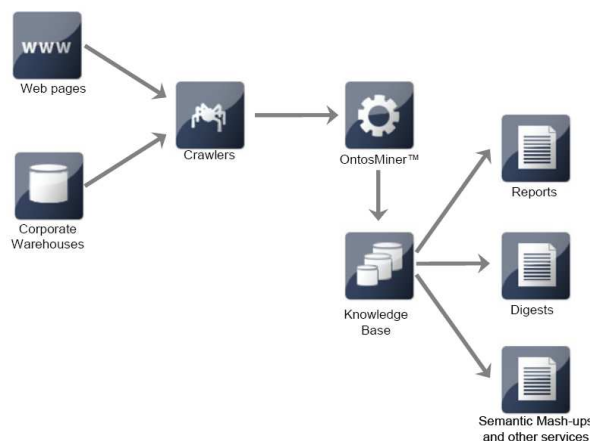 www
Web pages
Crawlers
OntosMiner™
Corporate
Warehouses
Reports
Knowledge
Base
Digests
Semantic Mash-ups
and other services